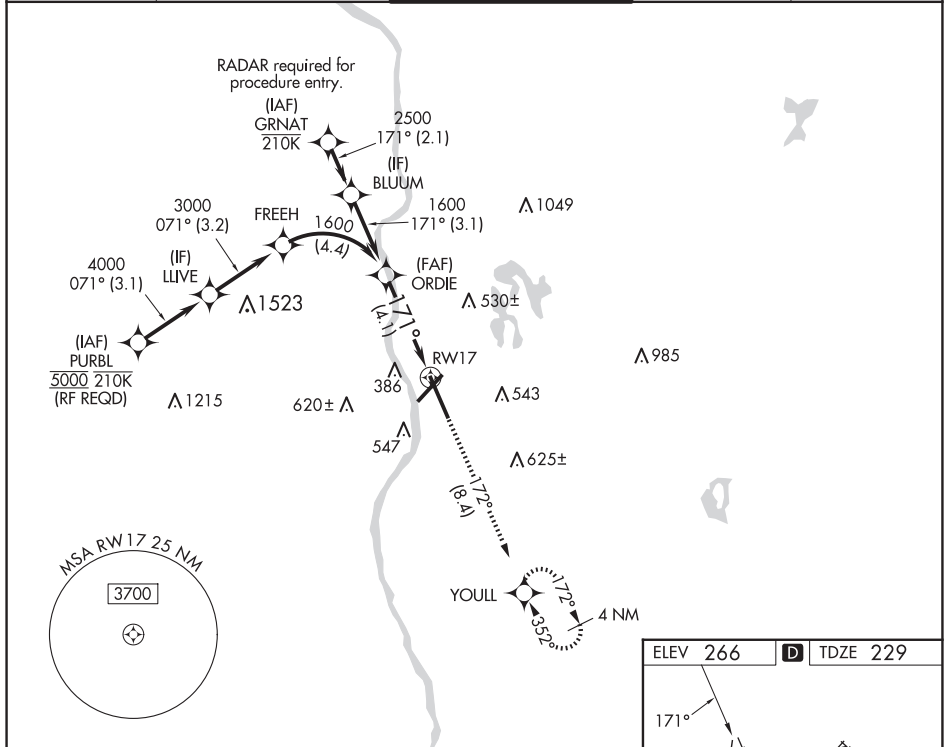 RADAR required for
procedure entry.
(IAF)
GRNAT
210K
2500
171° (2.1)
(IF)
BLUUM
1600
171° (3.1)
1049
3000
071° (3.2)
FREEH
1600
(4.4)
(IF)
LLIVE
4000
071° (3.1)
1523
(FAF)
ORDIE
530±
171°
(4.1)
(IAF)
PURBL
5000 210K
(RF REQD)
RW17
985
386
543
1215
620±
547
625±
172°
(8.4)
YOULL
172°
352°
4 NM
MSA RW17 25 NM
3700
ELEV 266
D
TDZE 229
171°